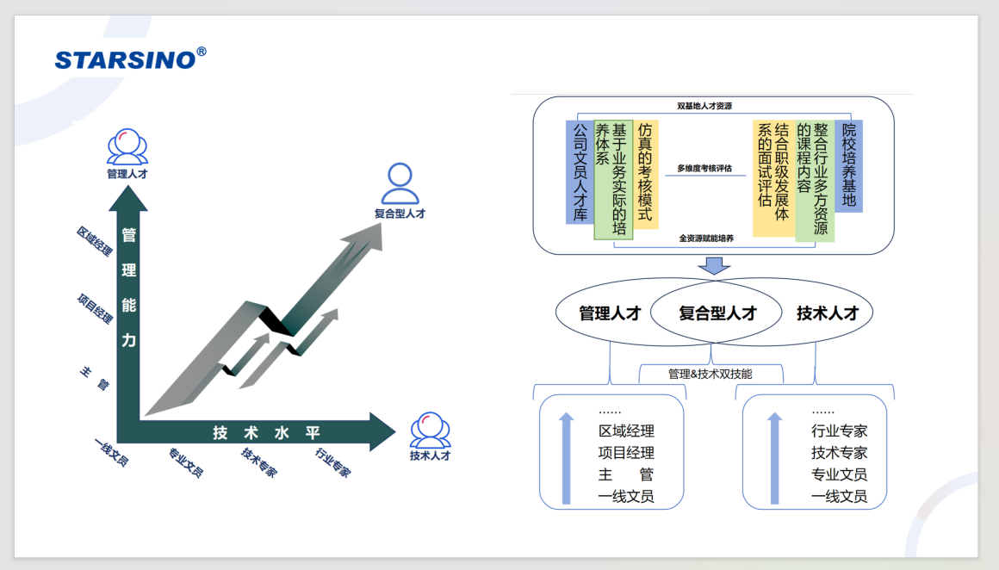 STARSINO®
管理人才
复合型人才
管理能力
区域经理
项目经理
主 管
一线文员
技术水平
专业文员
技术专家
行业专家
技术人才
双基地人才资源
公司文员人才库
基于业务实际的培
养体系
仿真的考核模式
多维度考核评估
结合职级发展体
系的面试评估
整合行业多方资源
的课程内容
院校培养基地
全资源赋能培养
管理人才
复合型人才
技术人才
管理&技术双技能
……
区域经理
项目经理
主 管
一线文员
……
行业专家
技术专家
专业文员
一线文员